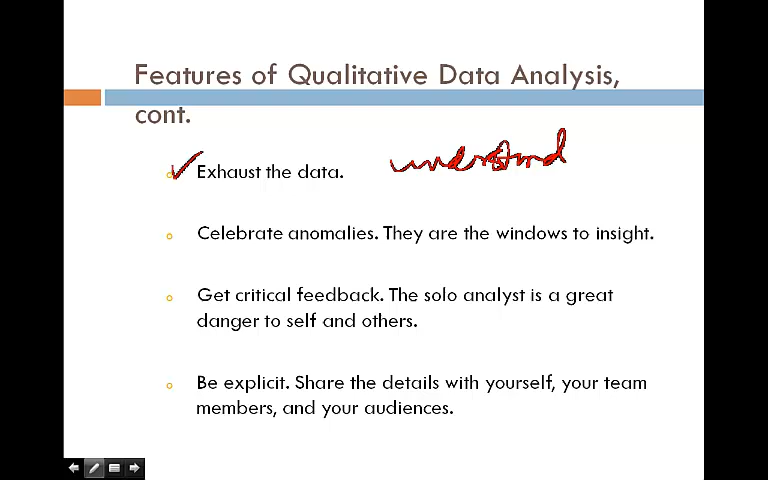 Features of Qualitative Data Analysis,
cont.
Exhaust the data. understand
Celebrate anomalies. They are the windows to insight.
Get critical feedback. The solo analyst is a great
danger to self and others.
Be explicit. Share the details with yourself, your team
members, and your audiences.